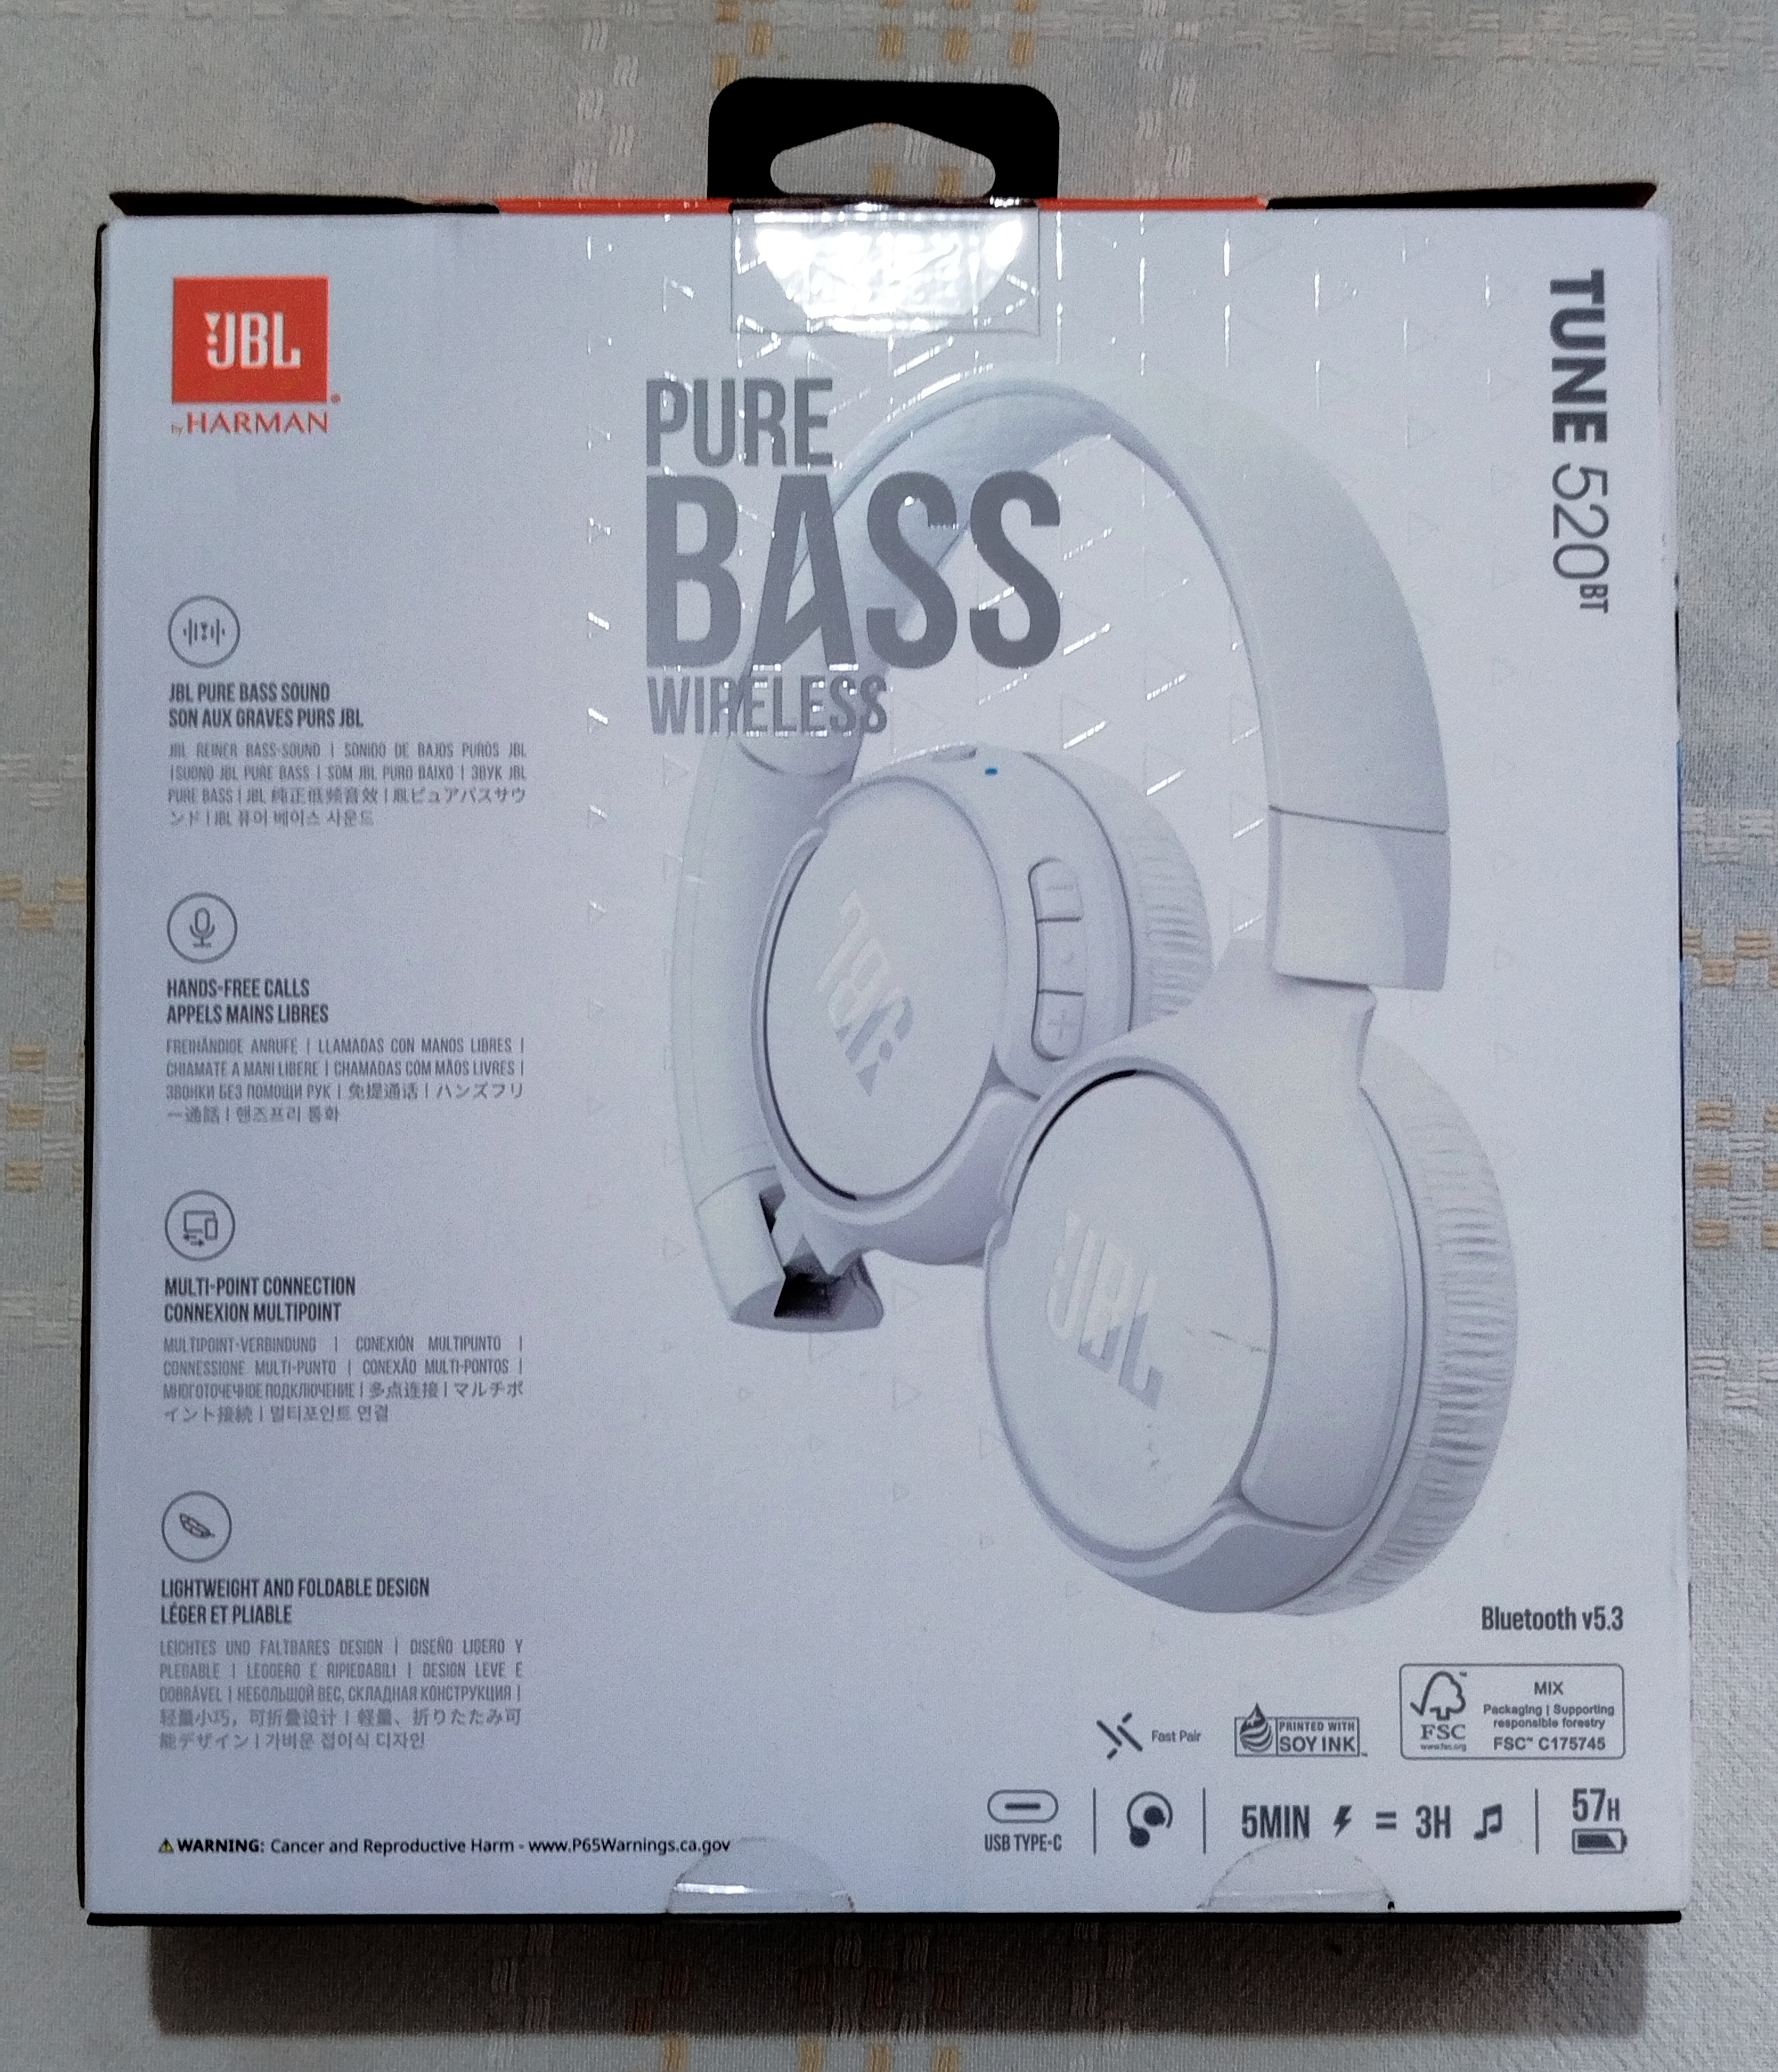 JBL
by HARMAN
TUNE 520BT
PURE
BASS
WIRELESS
JBL PURE BASS SOUND
SON AUX GRAVES PURS JBL
JBL REINER BASS-SOUND | SONIDO DE BAJOS PUROS JBL
| SUONO JBL PURE BASS | SOM JBL PURO BAIXO | ЗВУК JBL
PURE BASS | JBL 纯正低频音效 | JBLピュアバスサウ
ンド | JBL 퓨어 베이스 사운드
HANDS-FREE CALLS
APPELS MAINS LIBRES
FREIHÄNDIGE ANRUFE | LLAMADAS CON MANOS LIBRES |
CHIAMATE A MANI LIBERE | CHAMADAS COM MÃOS LIVRES |
ЗВОНКИ БЕЗ ПОМОЩИ РУК | 免提通话 | ハンズフリ
ー通話 | 핸즈프리 통화
MULTI-POINT CONNECTION
CONNEXION MULTIPOINT
MULTIPOINT-VERBINDUNG | CONEXIÓN MULTIPUNTO |
CONNESSIONE MULTI-PUNTO | CONEXÃO MULTI-PONTOS |
МНОГОТОЧЕЧНОЕ ПОДКЛЮЧЕНИЕ | 多点连接 | マルチポ
イント接続 | 멀티포인트 연결
LIGHTWEIGHT AND FOLDABLE DESIGN
LÉGER ET PLIABLE
LEICHTES UND FALTBARES DESIGN | DISEÑO LIGERO Y
PLEGABLE | LEGGERO E RIPIEGABILI | DESIGN LEVE E
DOBRÁVEL | НЕБОЛЬШОЙ ВЕС, СКЛАДНАЯ КОНСТРУКЦИЯ |
轻量小巧，可折叠设计 | 軽量、折りたたみ可
能デザイン | 가벼운 접이식 디자인
WARNING: Cancer and Reproductive Harm - www.P65Warnings.ca.gov
JBL
JBL
Bluetooth v5.3
Fast Pair
PRINTED WITH
SOY INK
FSC
www.fsc.org
MIX
Packaging | Supporting
responsible forestry
FSC™ C175745
USB TYPE-C
5MIN = 3H
57H